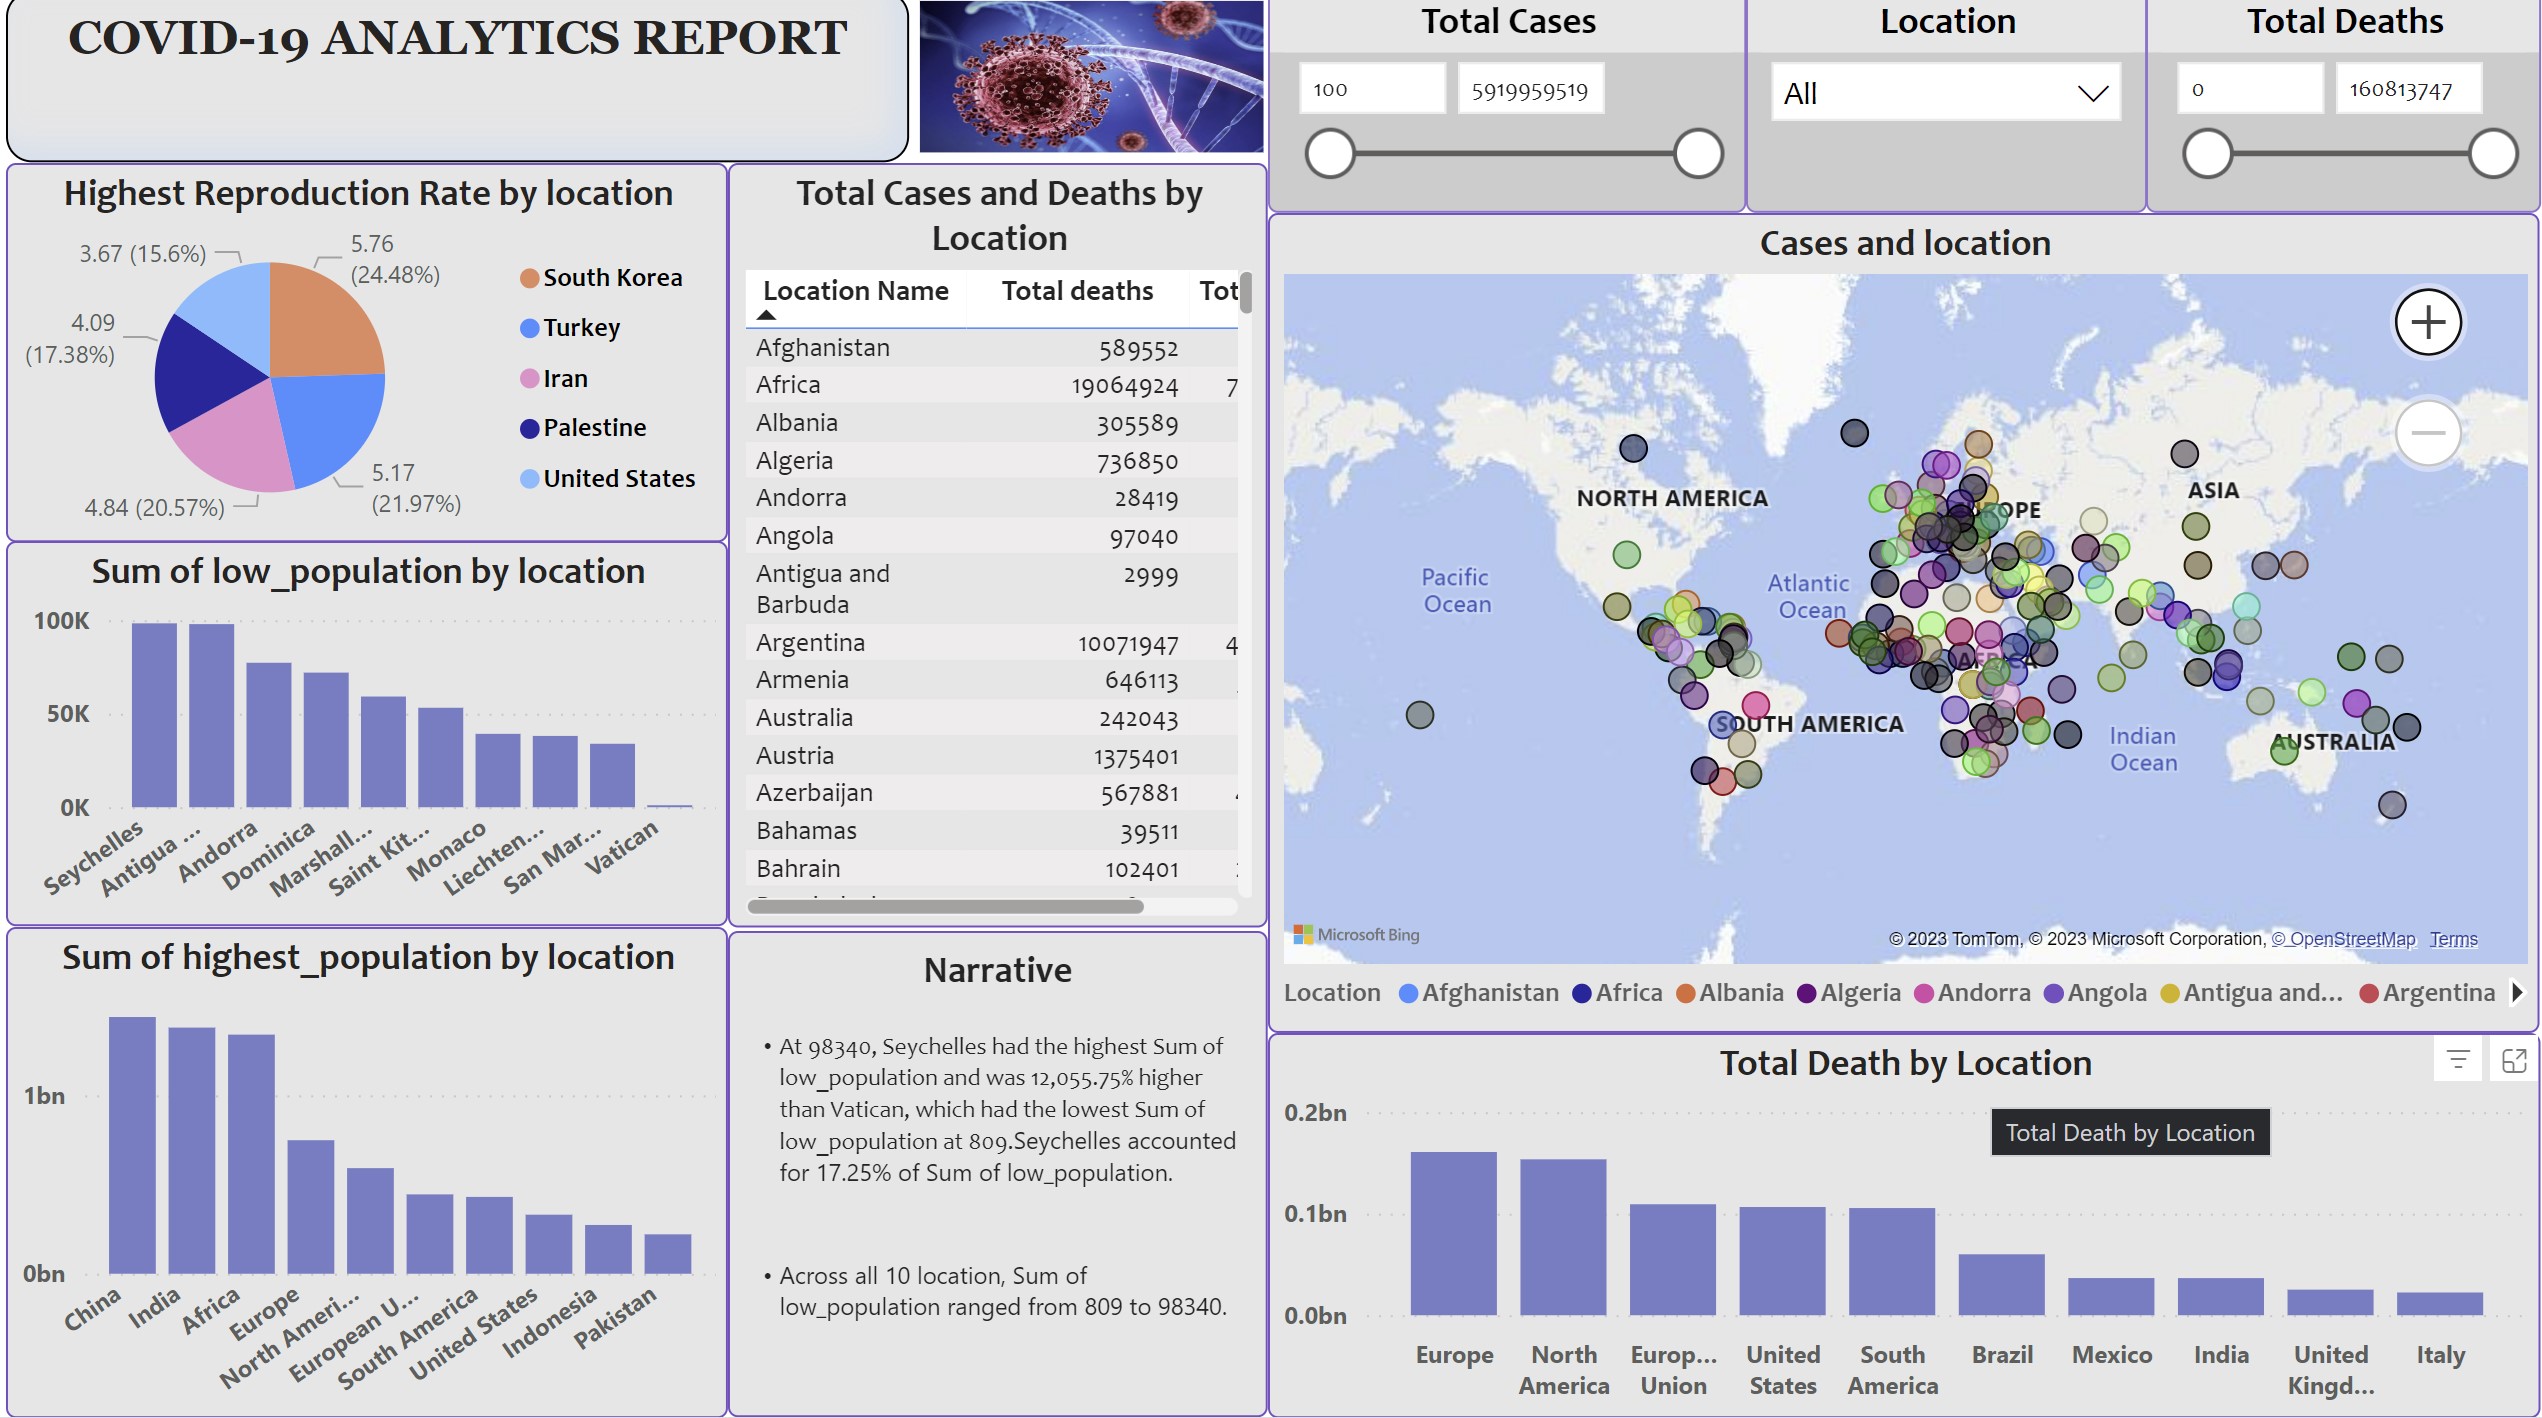 COVID-19 ANALYTICS REPORT
Total Cases
100
5919959519
Location
All
Total Deaths
0
160813747
Highest Reproduction Rate by location
3.67 (15.6%)
5.76
(24.48%)
4.09
(17.38%)
4.84 (20.57%)
5.17
(21.97%)
South Korea
Turkey
Iran
Palestine
United States
Total Cases and Deaths by
Location
Location Name Total deaths Tot
Afghanistan 589552
Africa 19064924 7
Albania 305589
Algeria 736850
Andorra 28419
Angola 97040
Antigua and 2999
Barbuda
Argentina 10071947 4
Armenia 646113
Australia 242043
Austria 1375401
Azerbaijan 567881
Bahamas 39511
Bahrain 102401
Cases and location
NORTH AMERICA
EUROPE
ASIA
Pacific
Ocean
Atlantic
Ocean
AFRICA
SOUTH AMERICA
Indian
Ocean
AUSTRALIA
Microsoft Bing
© 2023 TomTom, © 2023 Microsoft Corporation, © OpenStreetMap Terms
Location Afghanistan Africa Albania Algeria Andorra Angola Antigua and... Argentina
Sum of low_population by location
100K
50K
0K
Seychelles
Antigua ...
Andorra
Dominica
Marshall...
Saint Kit...
Monaco
Liechten...
San Mar...
Vatican
Sum of highest_population by location
1bn
0bn
China
India
Africa
Europe
North Ameri...
European U...
South America
United States
Indonesia
Pakistan
Narrative
• At 98340, Seychelles had the highest Sum of
low_population and was 12,055.75% higher
than Vatican, which had the lowest Sum of
low_population at 809.Seychelles accounted
for 17.25% of Sum of low_population.
• Across all 10 location, Sum of
low_population ranged from 809 to 98340.
Total Death by Location
Total Death by Location
0.2bn
0.1bn
0.0bn
Europe
North
America
Europ...
Union
United
States
South
America
Brazil
Mexico
India
United
Kingd...
Italy